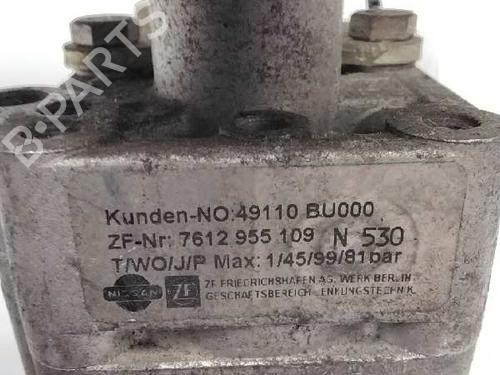 B·PARTS
Kunden-NO:49110 BU000
ZF-Nr: 7612 955 109 N 530
T/WO/J/P Max: 1/45/99/81bar
NISSAN ZF ZF FRIEDRICHSHAFEN AG. WERK BERLIN
GESCHÄFTSBEREICH LENKUNGSTECHNIK